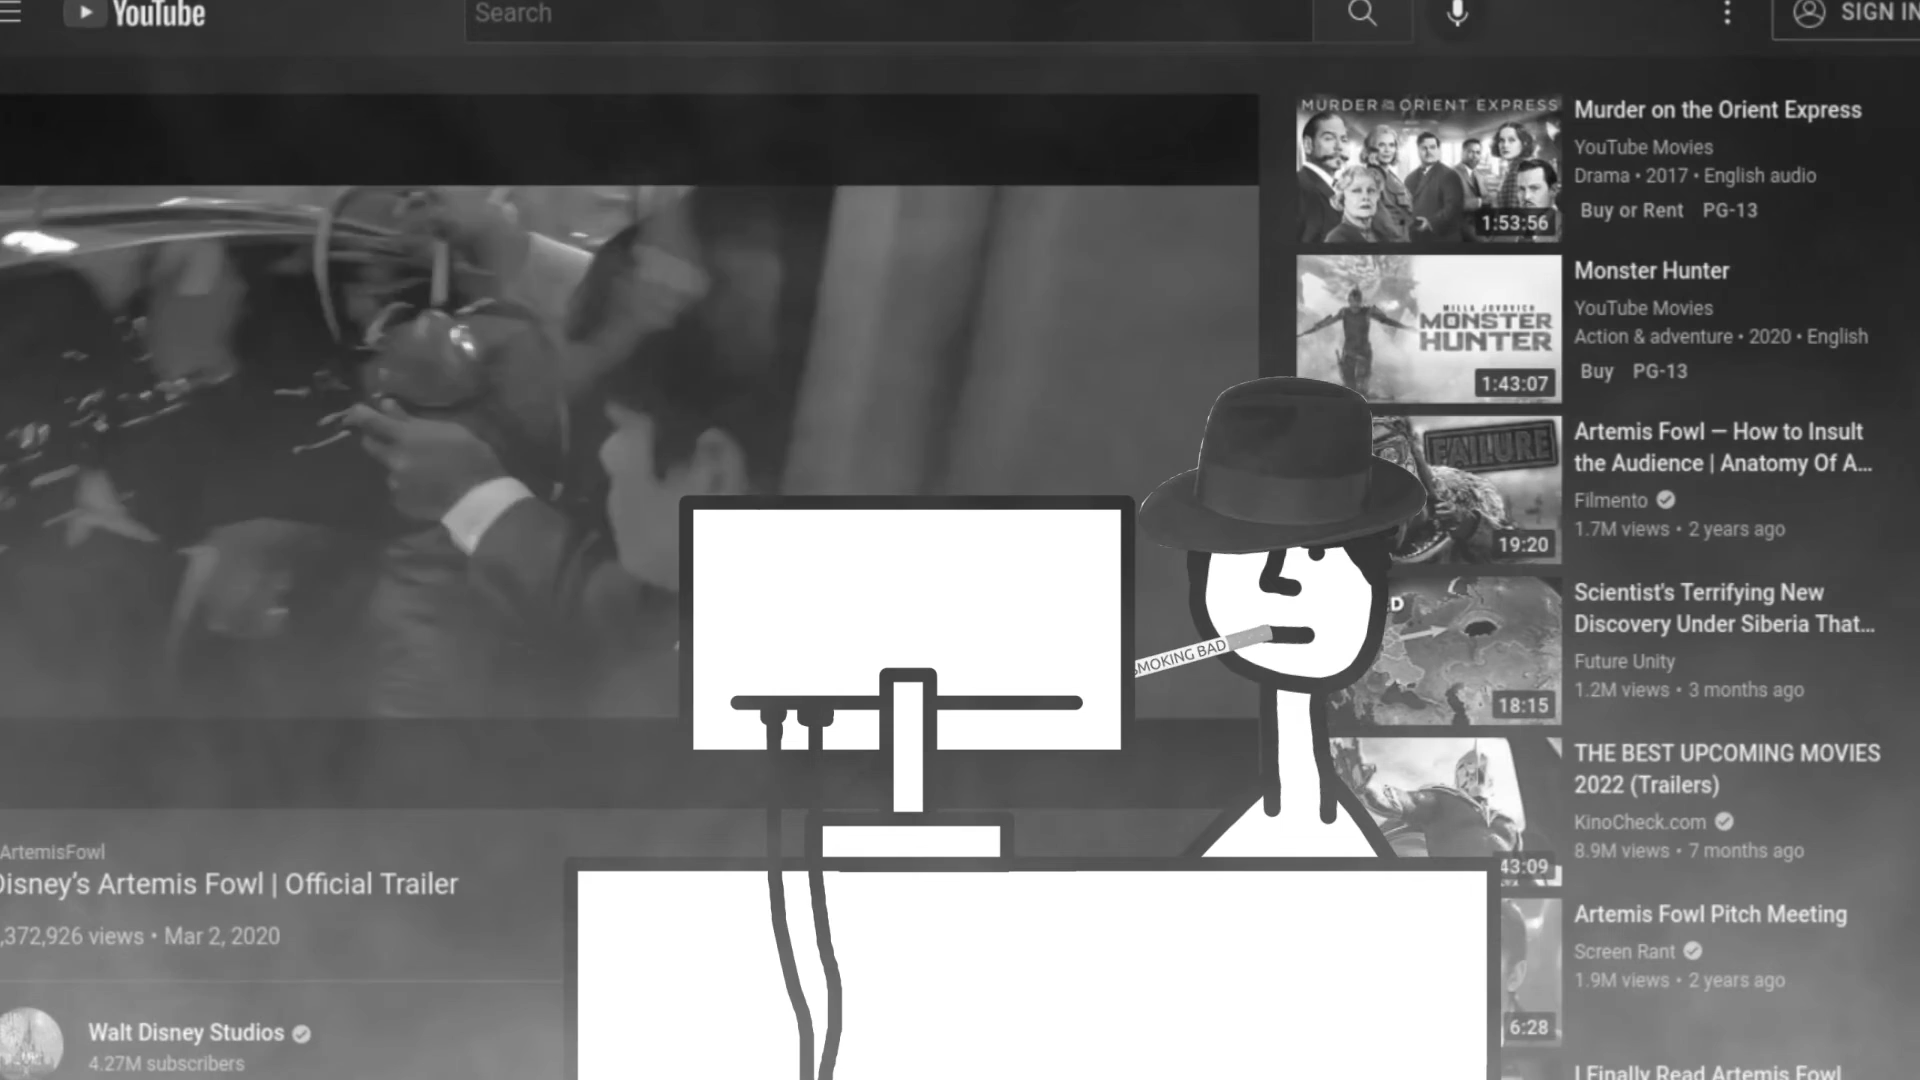 YouTube
Search
SIGN IN
MURDER ON THE ORIENT EXPRESS
1:53:56
Murder on the Orient Express
YouTube Movies
Drama • 2017 • English audio
Buy or Rent PG-13
MILLA JOVOVICH
MONSTER
HUNTER
1:43:07
Monster Hunter
YouTube Movies
Action & adventure • 2020 • English
Buy PG-13
FAILURE
19:20
Artemis Fowl — How to Insult
the Audience | Anatomy Of A...
Filmento
1.7M views • 2 years ago
D
18:15
Scientist's Terrifying New
Discovery Under Siberia That...
Future Unity
1.2M views • 3 months ago
SMOKING BAD
43:09
THE BEST UPCOMING MOVIES
2022 (Trailers)
KinoCheck.com
8.9M views • 7 months ago
6:28
Artemis Fowl Pitch Meeting
Screen Rant
1.9M views • 2 years ago
I Finally Read Artemis Fowl
ArtemisFowl
Disney's Artemis Fowl | Official Trailer
,372,926 views • Mar 2, 2020
Walt Disney Studios
4.27M subscribers